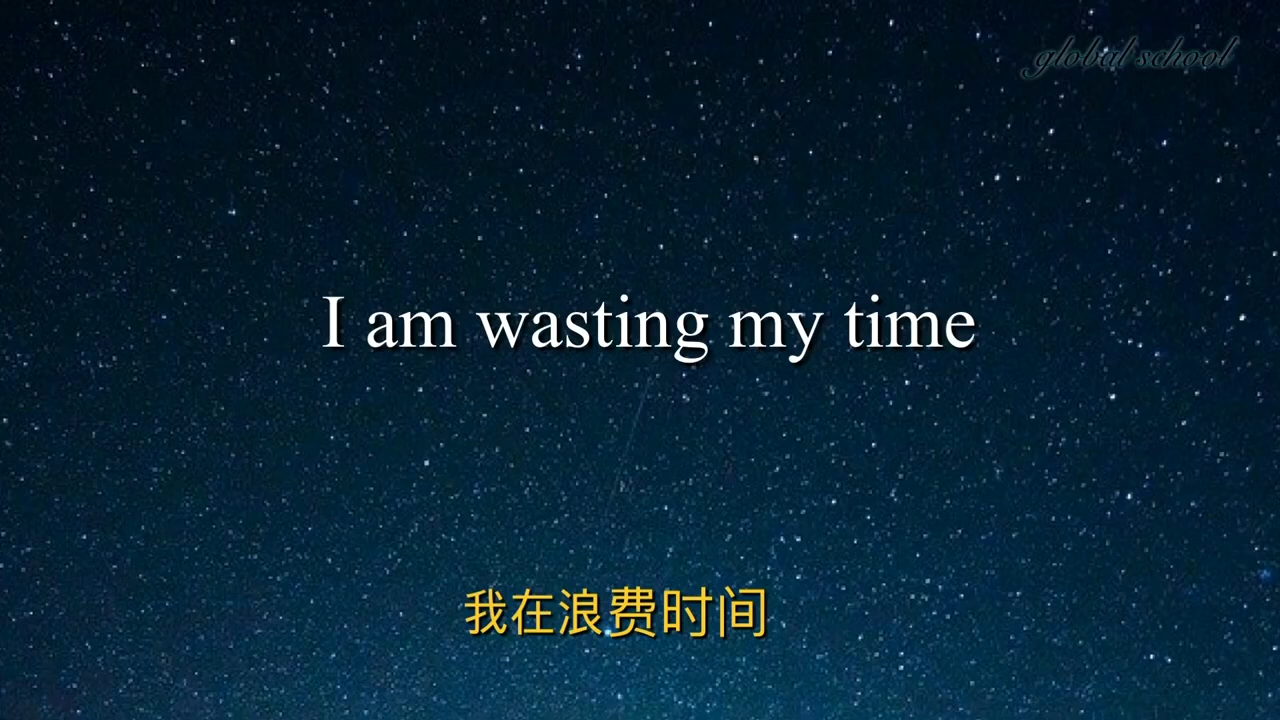 global school
I am wasting my time
我在浪费时间